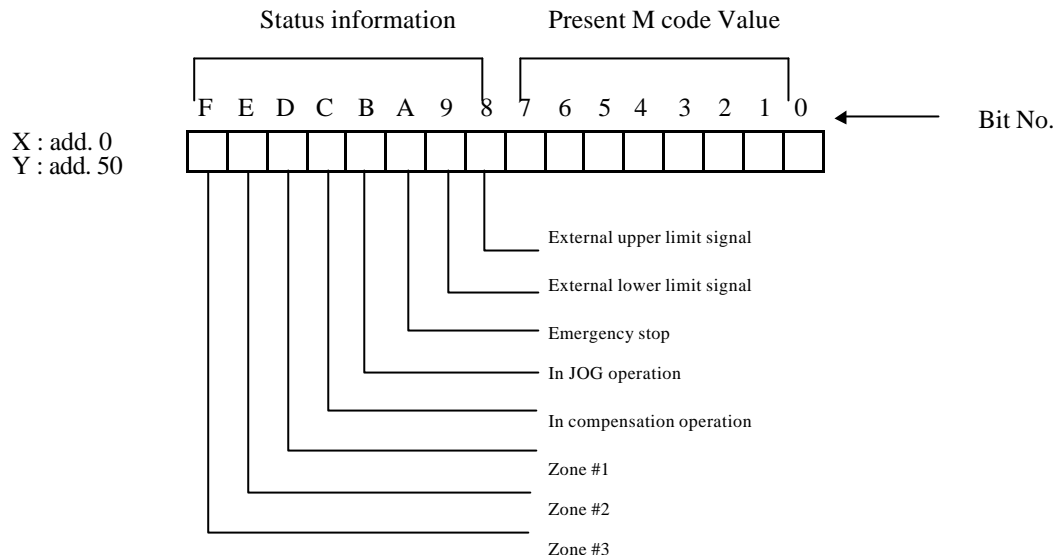 Status information Present M code Value
F E D C B A 9 8 7 6 5 4 3 2 1 0
Bit No.
X : add. 0
Y : add. 50
External upper limit signal
External lower limit signal
Emergency stop
In JOG operation
In compensation operation
Zone #1
Zone #2
Zone #3